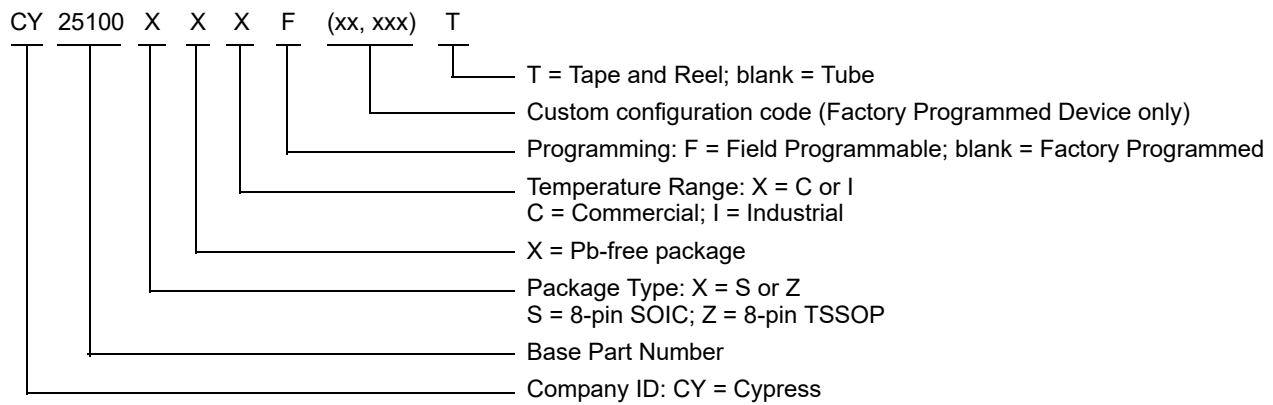 CY 25100 X X X F (xx, xxx) T
T = Tape and Reel; blank = Tube
Custom configuration code (Factory Programmed Device only)
Programming: F = Field Programmable; blank = Factory Programmed
Temperature Range: X = C or I
C = Commercial; I = Industrial
X = Pb-free package
Package Type: X = S or Z
S = 8-pin SOIC; Z = 8-pin TSSOP
Base Part Number
Company ID: CY = Cypress